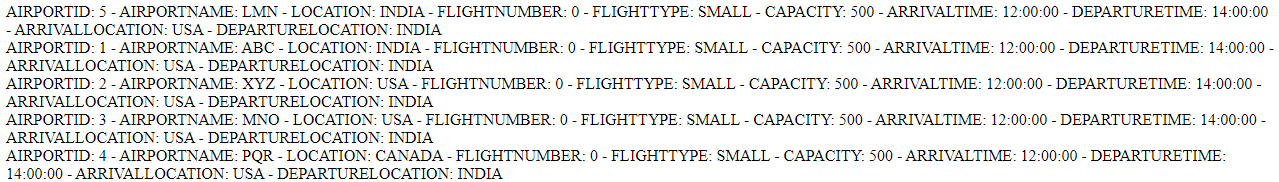 AIRPORTID: 5 - AIRPORTNAME: LMN - LOCATION: INDIA - FLIGHTNUMBER: 0 - FLIGHTTYPE: SMALL - CAPACITY: 500 - ARRIVALTIME: 12:00:00 - DEPARTURETIME: 14:00:00
- ARRIVALLOCATION: USA - DEPARTURELOCATION: INDIA
AIRPORTID: 1 - AIRPORTNAME: ABC - LOCATION: INDIA - FLIGHTNUMBER: 0 - FLIGHTTYPE: SMALL - CAPACITY: 500 - ARRIVALTIME: 12:00:00 - DEPARTURETIME: 14:00:00 -
ARRIVALLOCATION: USA - DEPARTURELOCATION: INDIA
AIRPORTID: 2 - AIRPORTNAME: XYZ - LOCATION: USA - FLIGHTNUMBER: 0 - FLIGHTTYPE: SMALL - CAPACITY: 500 - ARRIVALTIME: 12:00:00 - DEPARTURETIME: 14:00:00 -
ARRIVALLOCATION: USA - DEPARTURELOCATION: INDIA
AIRPORTID: 3 - AIRPORTNAME: MNO - LOCATION: USA - FLIGHTNUMBER: 0 - FLIGHTTYPE: SMALL - CAPACITY: 500 - ARRIVALTIME: 12:00:00 - DEPARTURETIME: 14:00:00 -
ARRIVALLOCATION: USA - DEPARTURELOCATION: INDIA
AIRPORTID: 4 - AIRPORTNAME: PQR - LOCATION: CANADA - FLIGHTNUMBER: 0 - FLIGHTTYPE: SMALL - CAPACITY: 500 - ARRIVALTIME: 12:00:00 - DEPARTURETIME:
14:00:00 - ARRIVALLOCATION: USA - DEPARTURELOCATION: INDIA